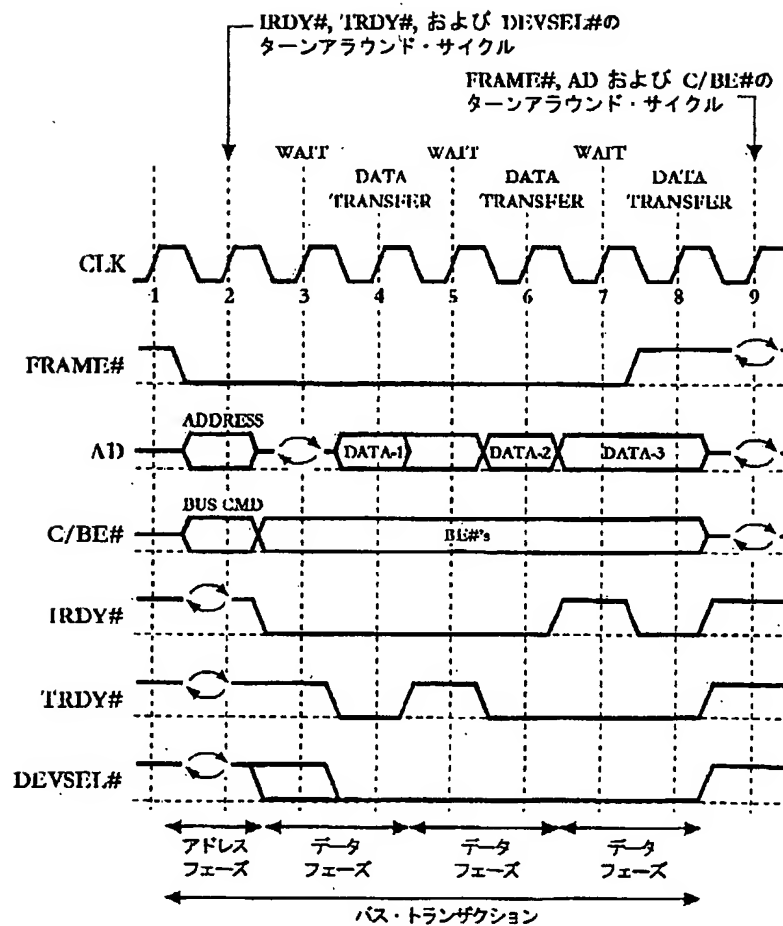 IRDY#, TRDY#, および DEVSEL#の
ターンアラウンド・サイクル
FRAME#, AD および C/BE#の
ターンアラウンド・サイクル
WAIT WAIT WAIT
DATA DATA DATA
TRANSFER TRANSFER TRANSFER
CLK
1 2 3 4 5 6 7 8 9
FRAME#
ADDRESS
AD DATA-1 DATA-2 DATA-3
BUS CMD
C/BE# BE#'s
IRDY#
TRDY#
DEVSEL#
アドレス データ データ データ
フェーズ フェーズ フェーズ フェーズ
バス・トランザクション